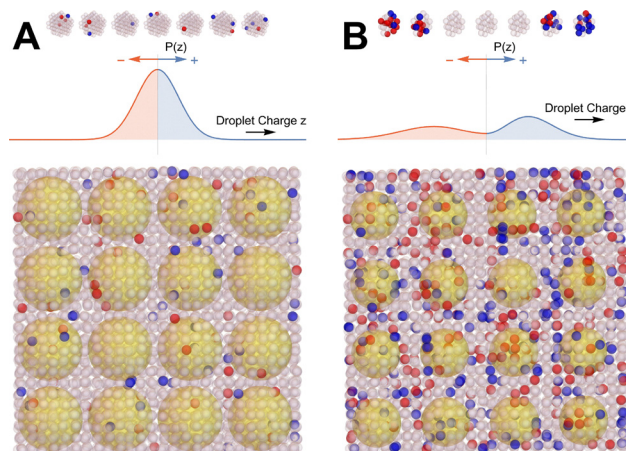 A
P(z)
− +
Droplet Charge z
B
P(z)
− +
Droplet Charge